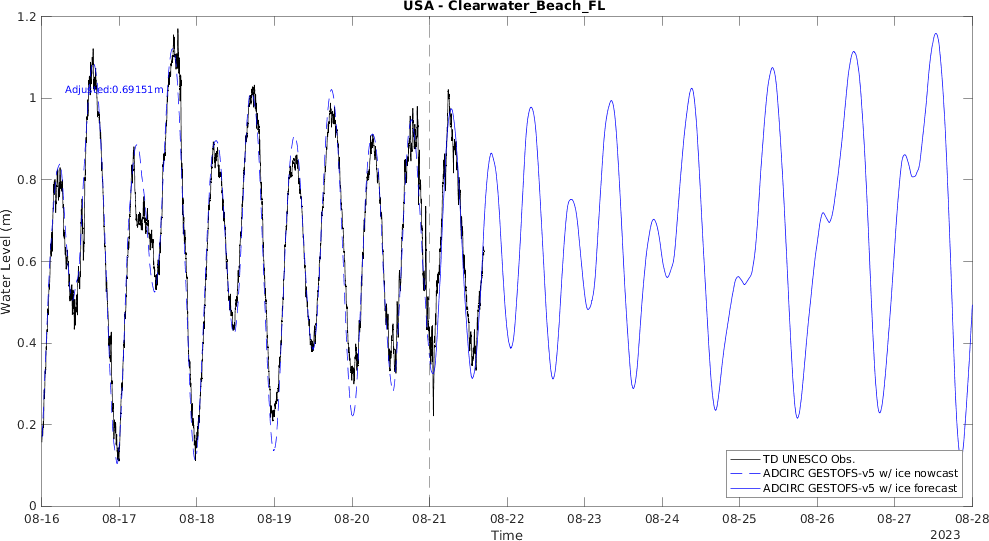 USA - Clearwater_Beach_FL
1.2
1
0.8
0.6
0.4
0.2
0
Water Level (m)
Adjusted:0.69151m
TD UNESCO Obs.
ADCIRC GESTOFS-v5 w/ ice nowcast
ADCIRC GESTOFS-v5 w/ ice forecast
08-16 08-17 08-18 08-19 08-20 08-21 08-22 08-23 08-24 08-25 08-26 08-27 08-28
Time
2023